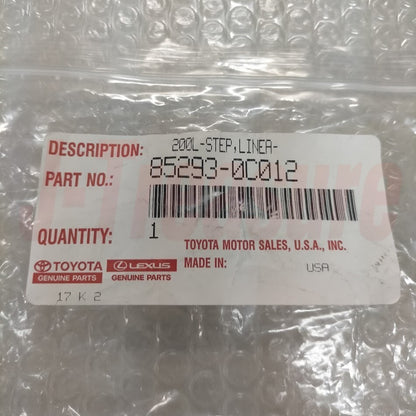 DESCRIPTION: 200L-STEP,LINEA-
PART NO.: 85293-0C012
QUANTITY: 1
TOYOTA MOTOR SALES, U.S.A., INC.
TOYOTA LEXUS MADE IN: USA
GENUINE PARTS GENUINE PARTS
17 K 2